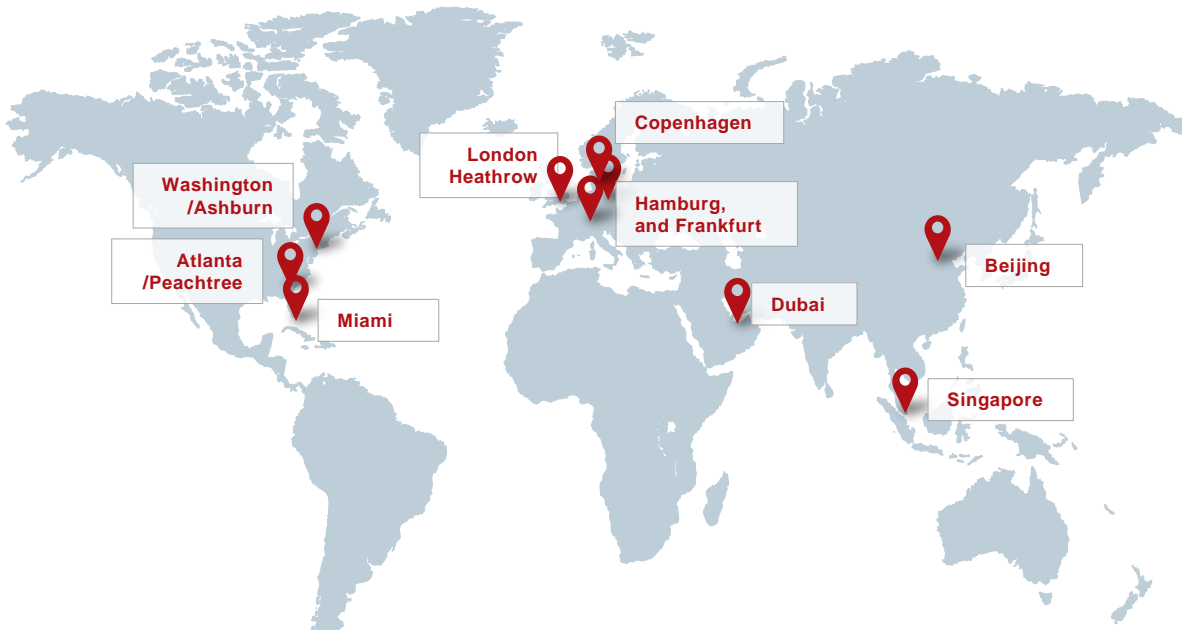 Copenhagen
London
Heathrow
Washington
/Ashburn
Hamburg,
and Frankfurt
Atlanta
/Peachtree
Beijing
Dubai
Miami
Singapore